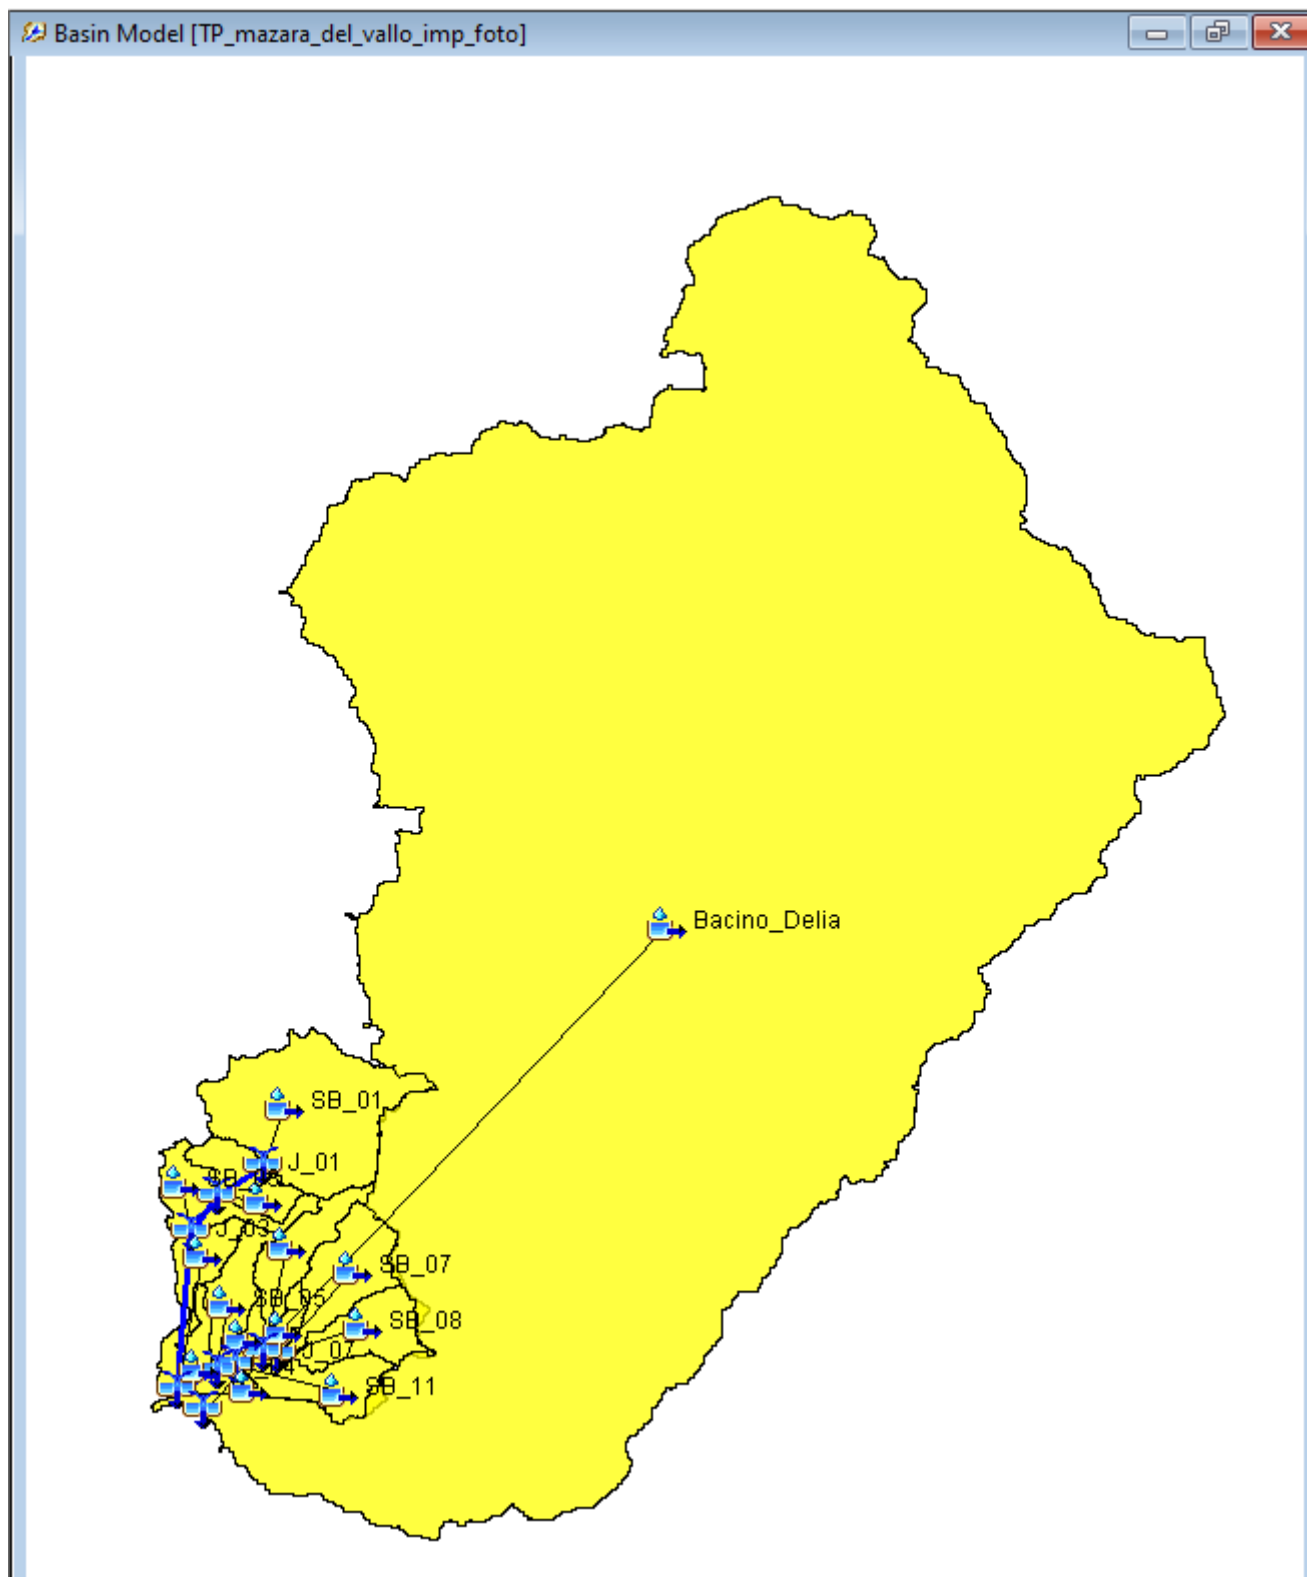 Basin Model [TP_mazara_del_vallo_imp_foto]
Bacino_Delia
SB_01
J_01
J_03
SB_07
SB_05
SB_08
J_07
SB_11